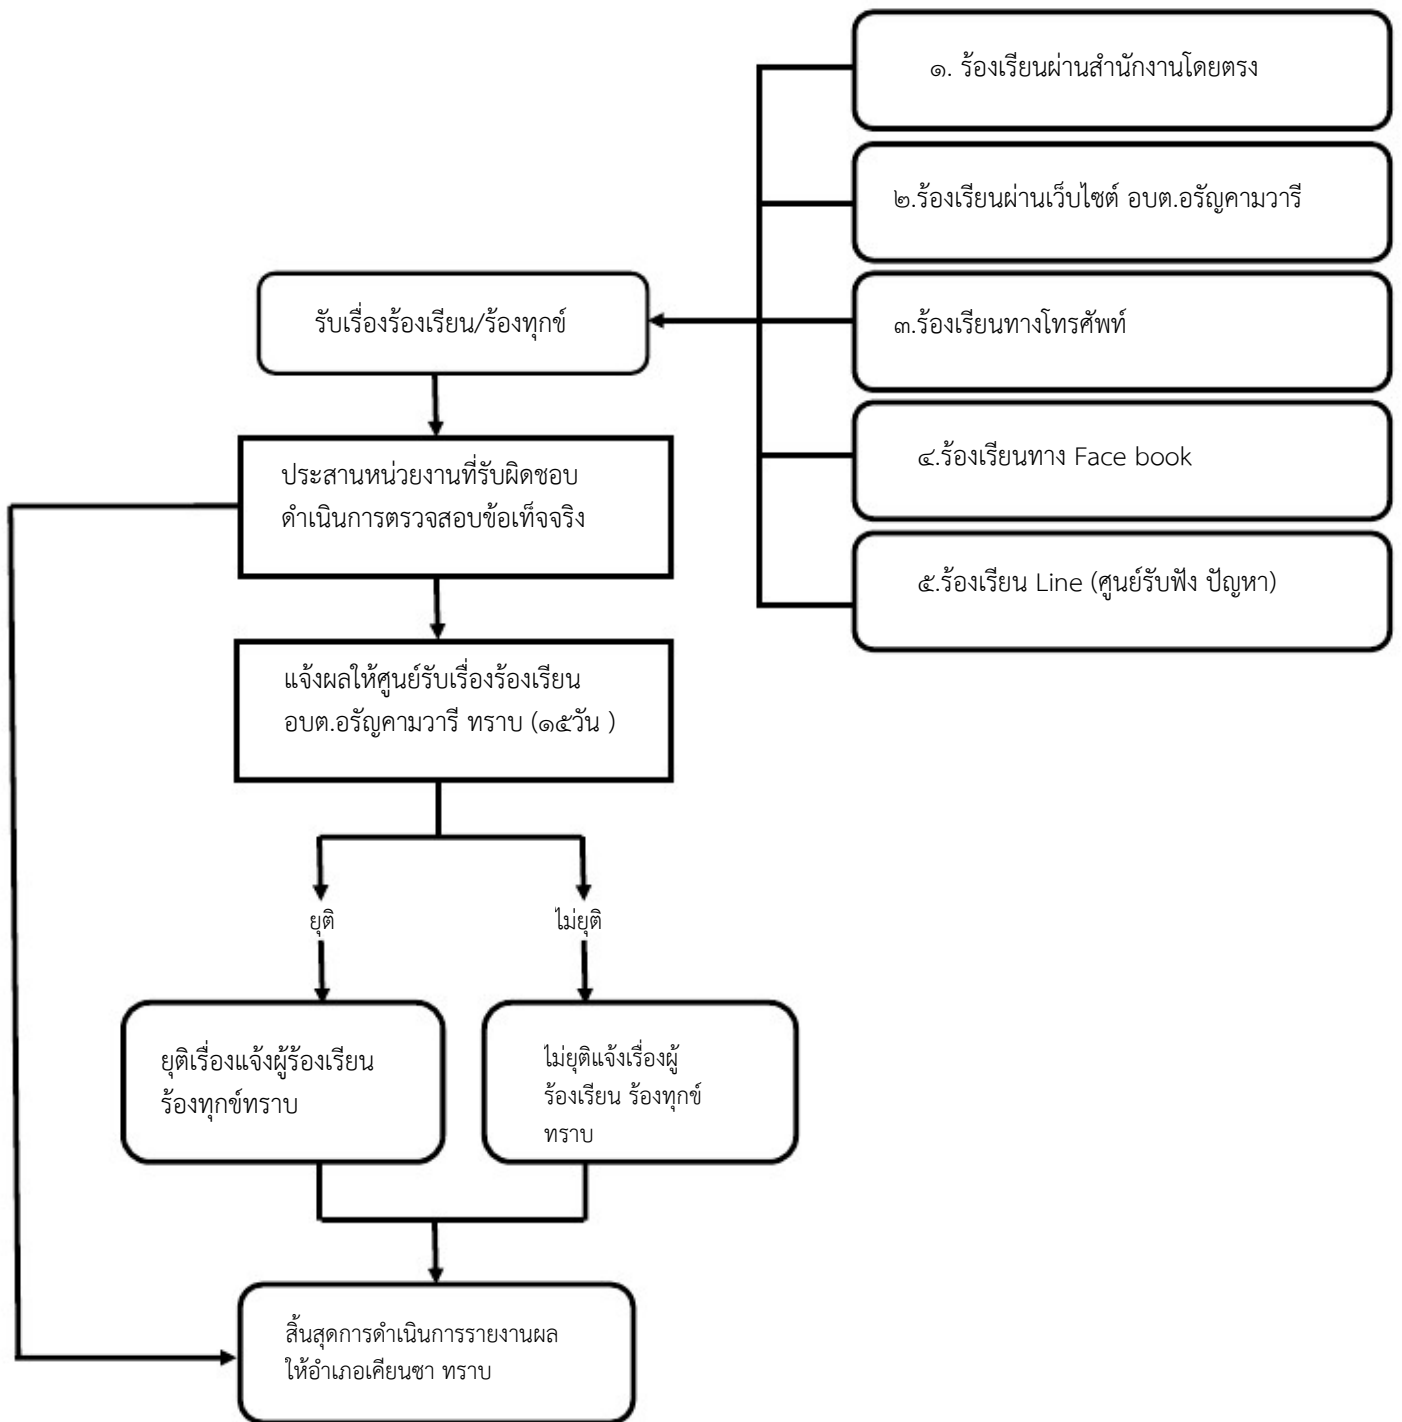 ๑. ร้องเรียนผ่านสำนักงานโดยตรง
๒.ร้องเรียนผ่านเว็บไซต์ อบต.อรัญคามวารี
รับเรื่องร้องเรียน/ร้องทุกข์
๓.ร้องเรียนทางโทรศัพท์
๔.ร้องเรียนทาง Face book
๕.ร้องเรียน Line (ศูนย์รับฟัง ปัญหา)
ประสานหน่วยงานที่รับผิดชอบ
ดำเนินการตรวจสอบข้อเท็จจริง
แจ้งผลให้ศูนย์รับเรื่องร้องเรียน
อบต.อรัญคามวารี ทราบ (๑๕วัน )
ยุติ
ไม่ยุติ
ยุติเรื่องแจ้งผู้ร้องเรียน
ร้องทุกข์ทราบ
ไม่ยุติแจ้งเรื่องผู้
ร้องเรียน ร้องทุกข์
ทราบ
สิ้นสุดการดำเนินการรายงานผล
ให้อำเภอเคียนซา ทราบ